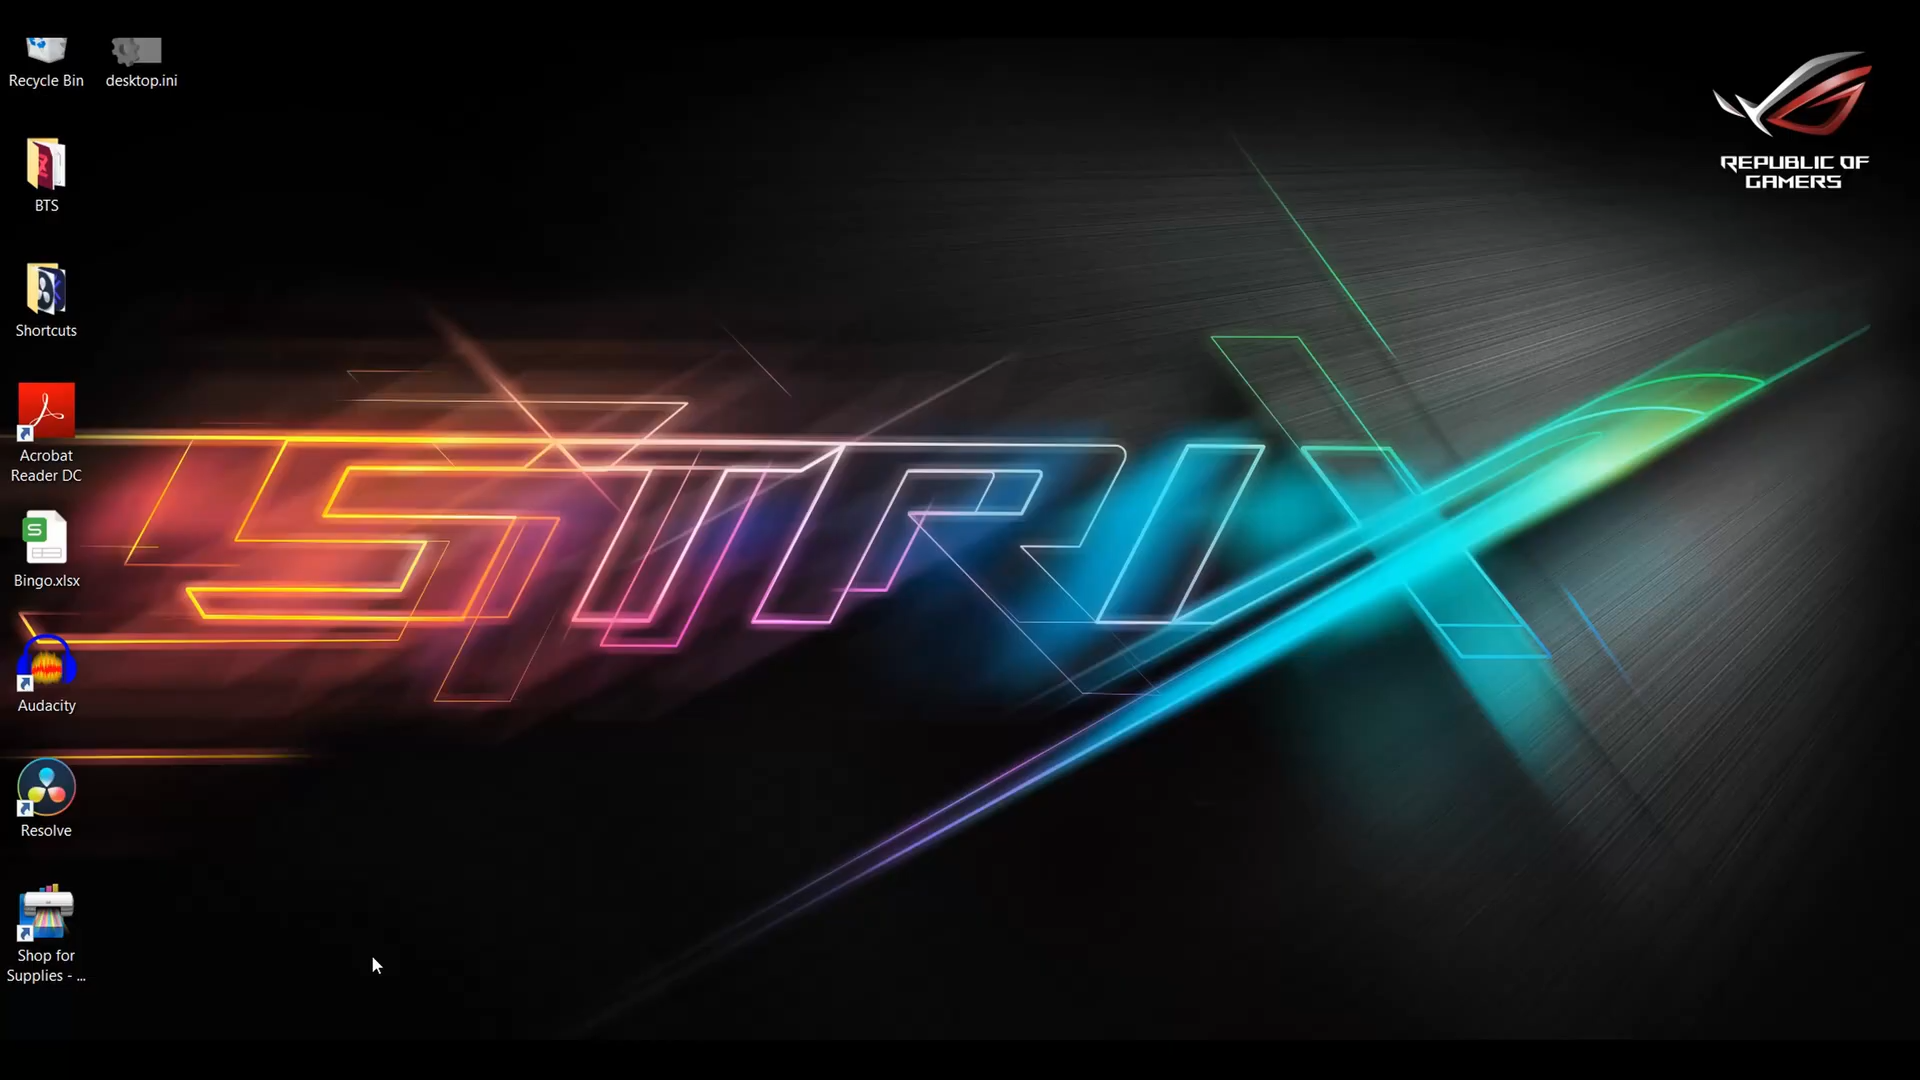 Recycle Bin
desktop.ini
BTS
Shortcuts
Acrobat
Reader DC
Bingo.xlsx
Audacity
Resolve
Shop for
Supplies - ...
STRIX
REPUBLIC OF
GAMERS